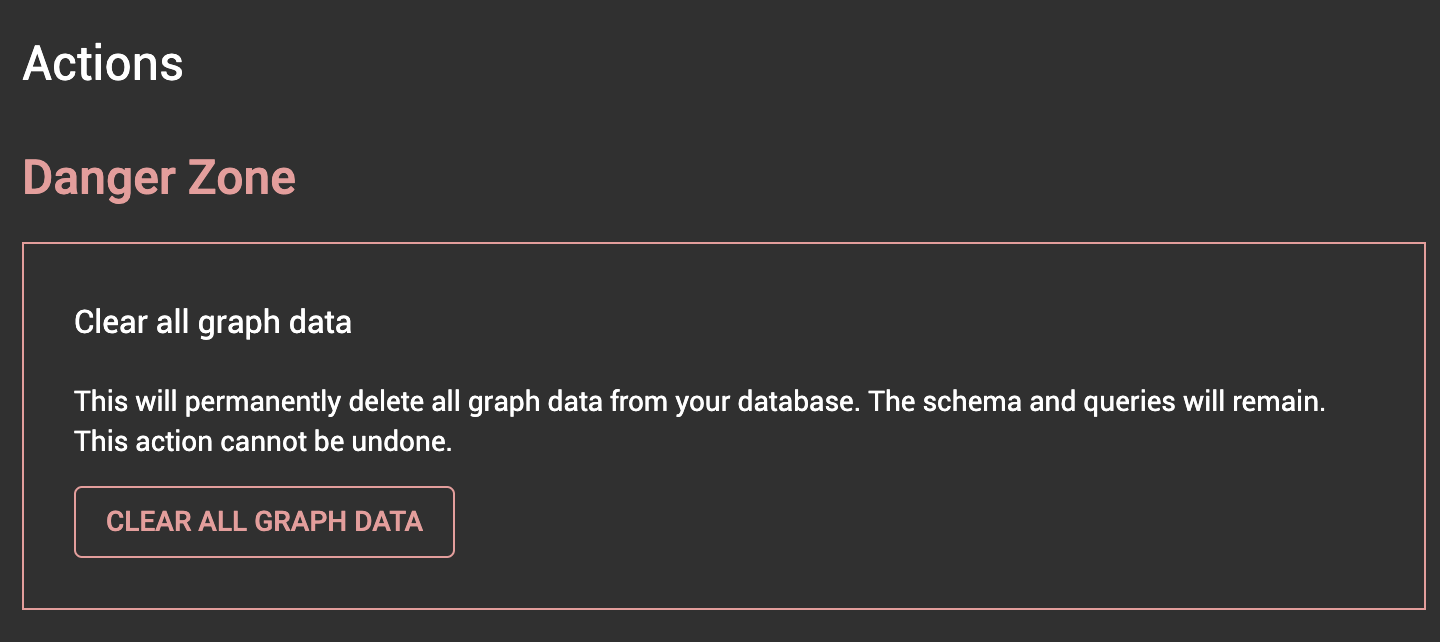 Actions
Danger Zone
Clear all graph data
This will permanently delete all graph data from your database. The schema and queries will remain.
This action cannot be undone.
CLEAR ALL GRAPH DATA